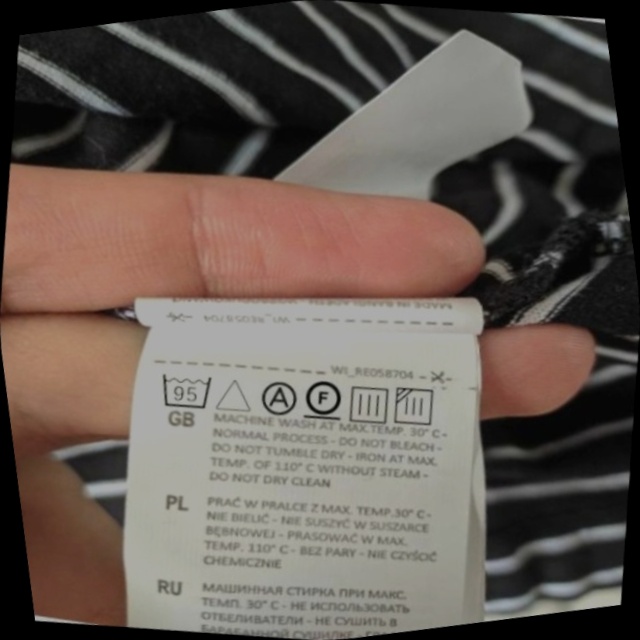 WI_RE058704
WI_RE058704
95 A F
GB MACHINE WASH AT MAX.TEMP. 30° C -
NORMAL PROCESS - DO NOT BLEACH -
DO NOT TUMBLE DRY - IRON AT MAX.
TEMP. OF 110° C WITHOUT STEAM -
DO NOT DRY CLEAN
PL PRAĆ W PRALCE Z MAX. TEMP.30° C -
NIE BIELIĆ - NIE SUSZYĆ W SUSZARCE
BĘBNOWEJ - PRASOWAĆ W MAX.
TEMP. 110° C - BEZ PARY - NIE CZYŚCIĆ
CHEMICZNIE
RU МАШИННАЯ СТИРКА ПРИ МАКС.
ТЕМП. 30° С - НЕ ИСПОЛЬЗОВАТЬ
ОТБЕЛИВАТЕЛИ - НЕ СУШИТЬ В
БАРАБАННОЙ СУШИЛКЕ -